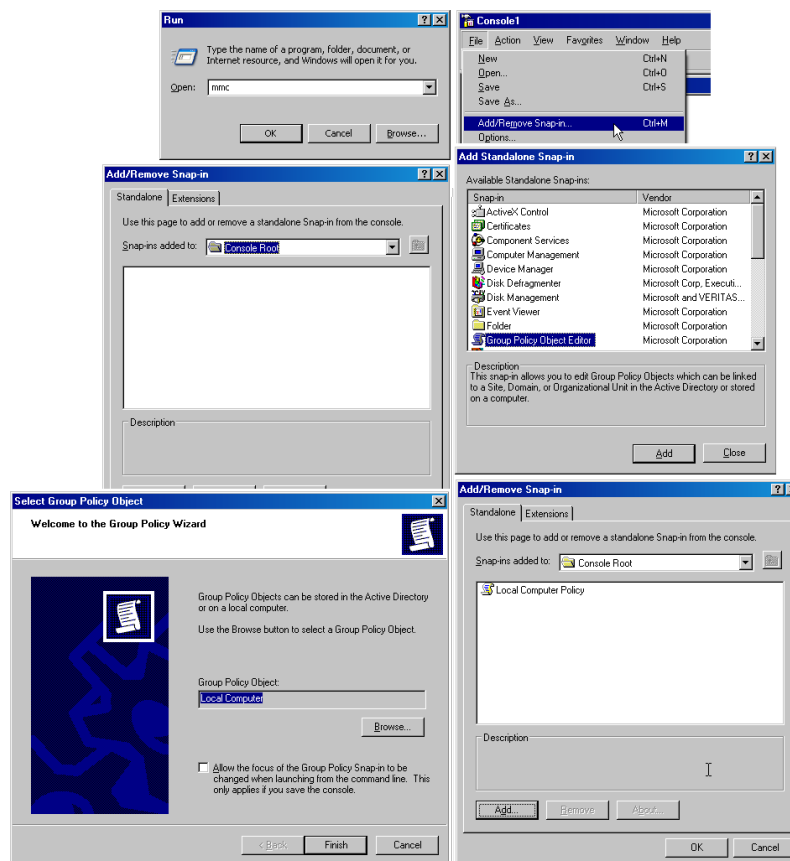 Run
Type the name of a program, folder, document, or
Internet resource, and Windows will open it for you.
Open: mmc
OK Cancel Browse...
Console1
File Action View Favorites Window Help
New Ctrl+N
Open... Ctrl+O
Save Ctrl+S
Save As...
Add/Remove Snap-in... Ctrl+M
Options...
Add/Remove Snap-in
Standalone Extensions
Use this page to add or remove a standalone Snap-in from the console.
Snap-ins added to: Console Root
Description
Add Standalone Snap-in
Available Standalone Snap-ins:
Snap-in Vendor
ActiveX Control Microsoft Corporation
Certificates Microsoft Corporation
Component Services Microsoft Corporation
Computer Management Microsoft Corporation
Device Manager Microsoft Corporation
Disk Defragmenter Microsoft Corp, Executi...
Disk Management Microsoft and VERITAS...
Event Viewer Microsoft Corporation
Folder Microsoft Corporation
Group Policy Object Editor Microsoft Corporation
Description
This snap-in allows you to edit Group Policy Objects which can be linked
to a Site, Domain, or Organizational Unit in the Active Directory or stored
on a computer.
Add Close
Select Group Policy Object
Welcome to the Group Policy Wizard
Group Policy Objects can be stored in the Active Directory
or on a local computer.
Use the Browse button to select a Group Policy Object.
Group Policy Object:
Local Computer
Browse...
Allow the focus of the Group Policy Snap-in to be
changed when launching from the command line. This
only applies if you save the console.
< Back Finish Cancel
Add/Remove Snap-in
Standalone Extensions
Use this page to add or remove a standalone Snap-in from the console.
Snap-ins added to: Console Root
Local Computer Policy
Description
Add... Remove About...
OK Cancel